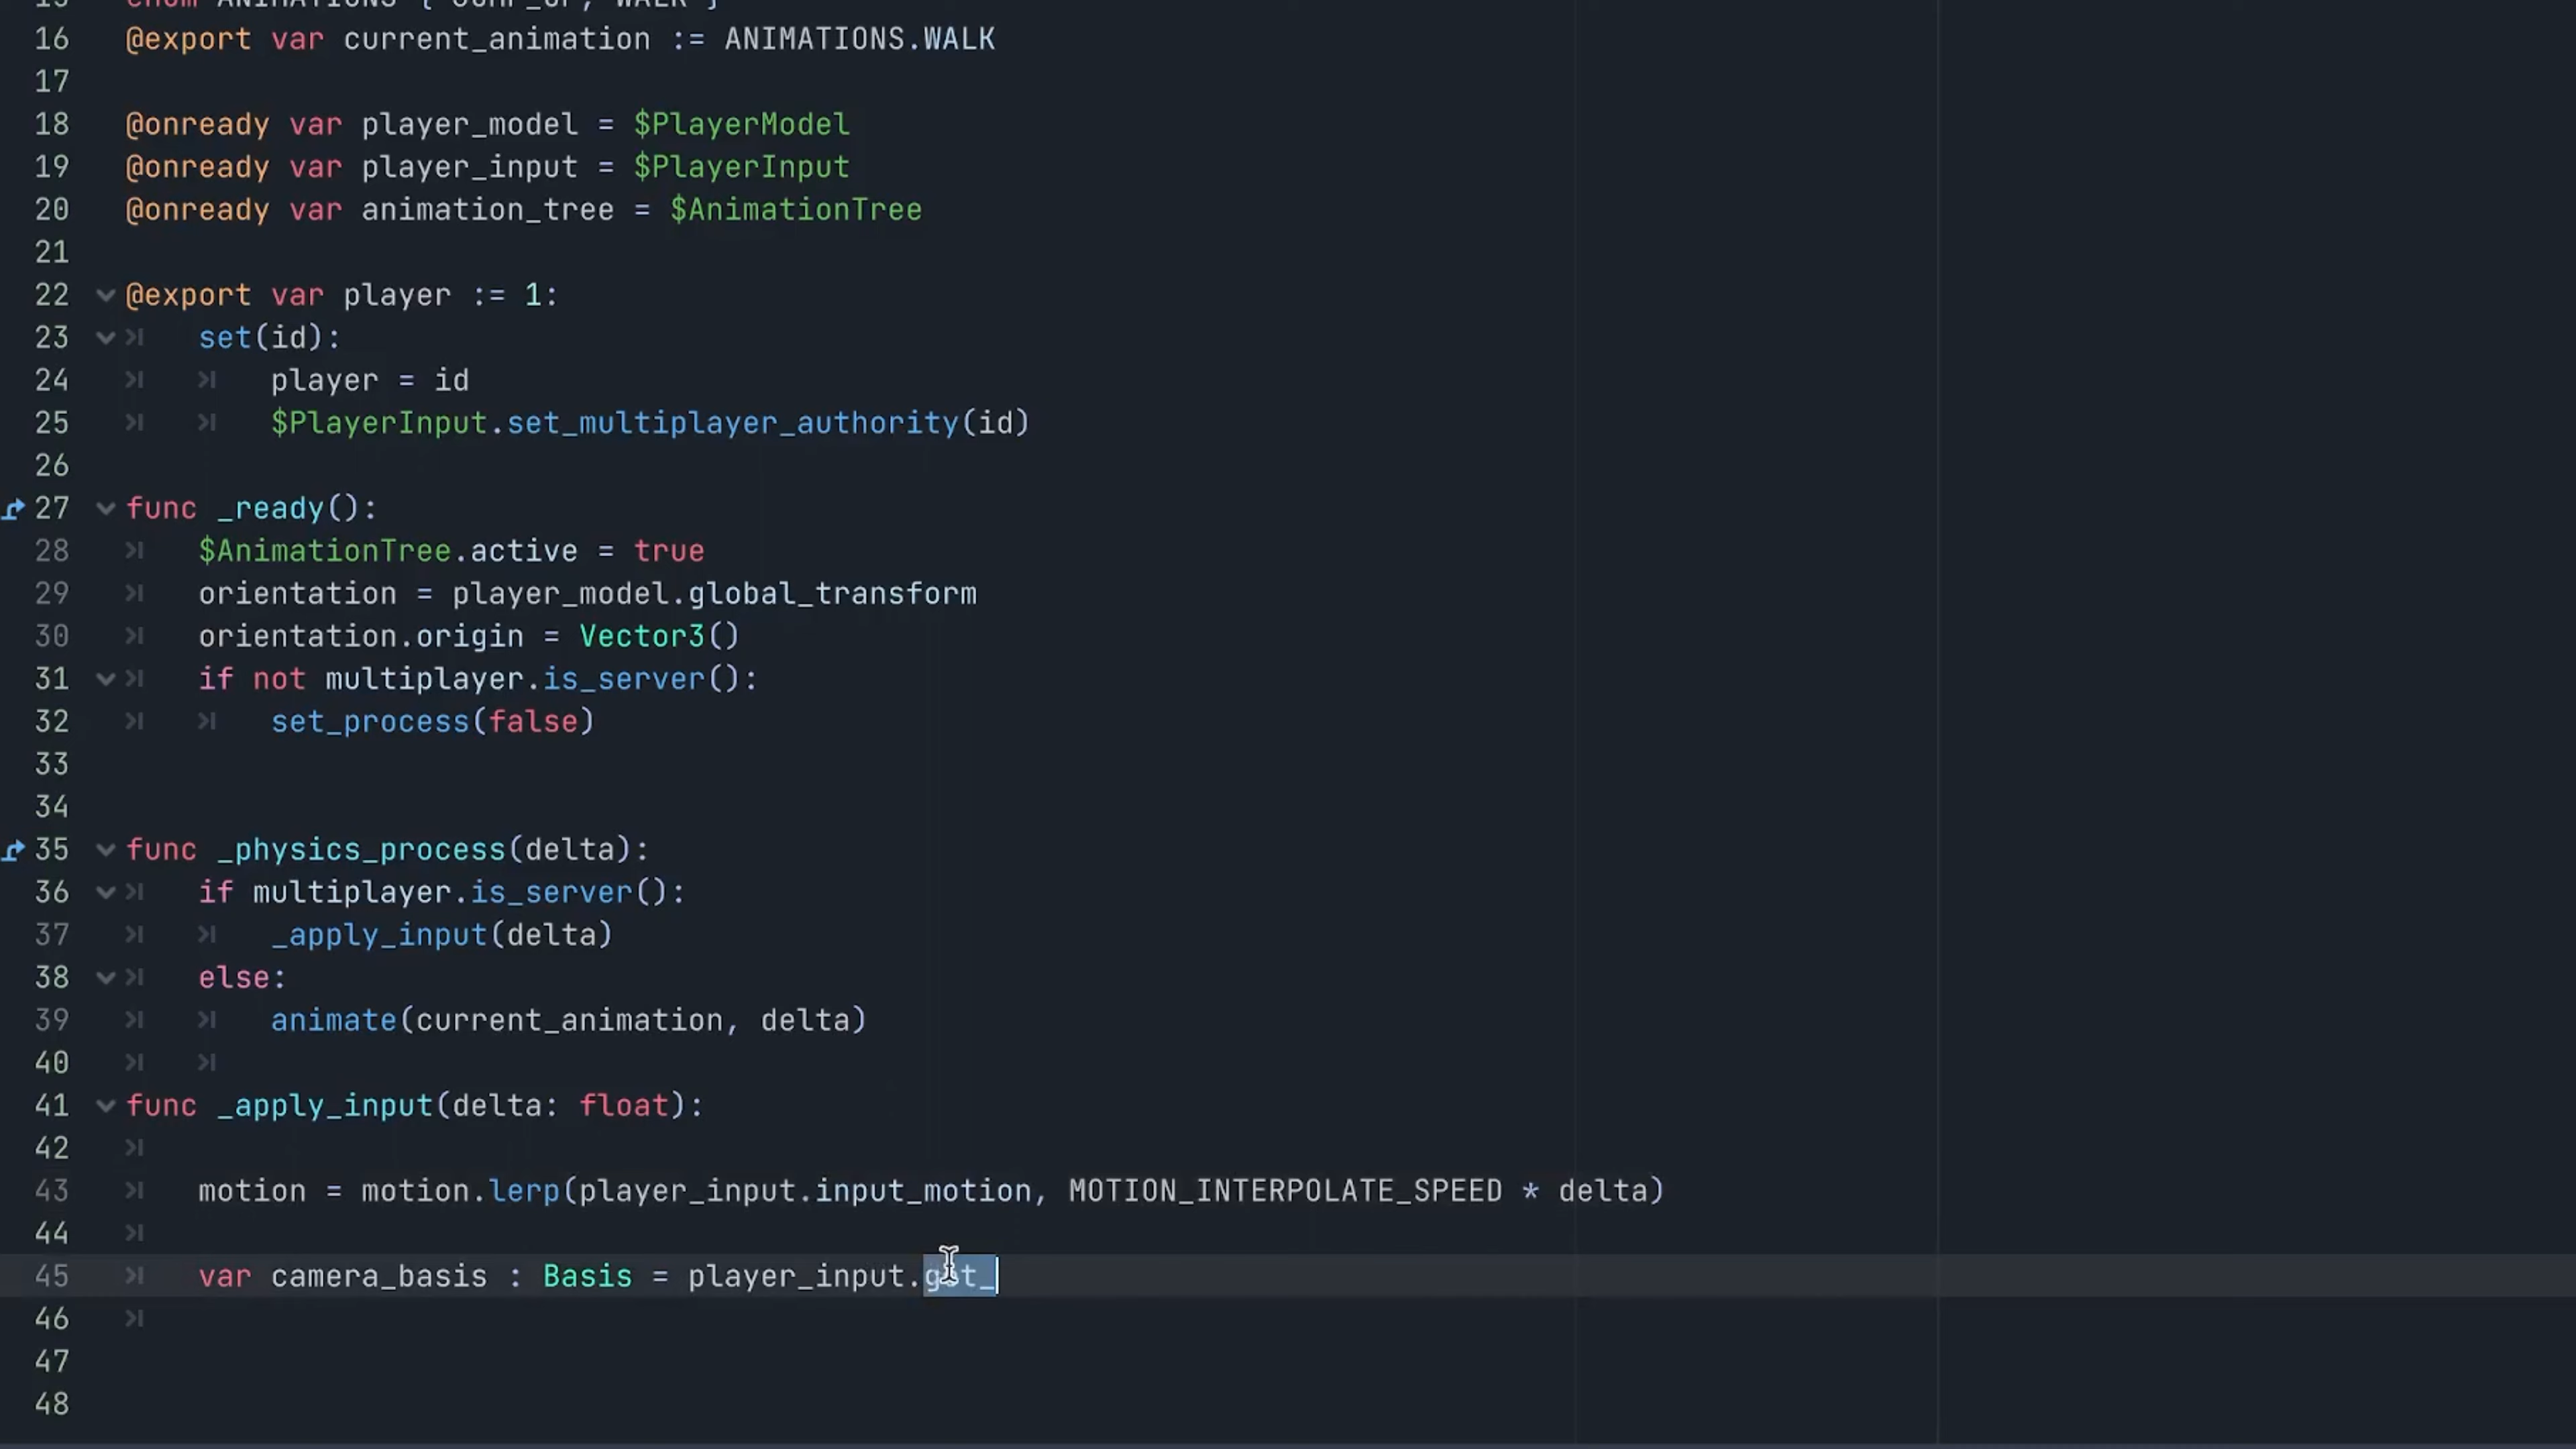 15 enum ANIMATIONS { JUMP_UP, WALK }
16 @export var current_animation := ANIMATIONS.WALK
17
18 @onready var player_model = $PlayerModel
19 @onready var player_input = $PlayerInput
20 @onready var animation_tree = $AnimationTree
21
22 @export var player := 1:
23 set(id):
24 player = id
25 $PlayerInput.set_multiplayer_authority(id)
26
27 func _ready():
28 $AnimationTree.active = true
29 orientation = player_model.global_transform
30 orientation.origin = Vector3()
31 if not multiplayer.is_server():
32 set_process(false)
33
34
35 func _physics_process(delta):
36 if multiplayer.is_server():
37 _apply_input(delta)
38 else:
39 animate(current_animation, delta)
40
41 func _apply_input(delta: float):
42
43 motion = motion.lerp(player_input.input_motion, MOTION_INTERPOLATE_SPEED * delta)
44
45 var camera_basis : Basis = player_input.get_
46
47
48